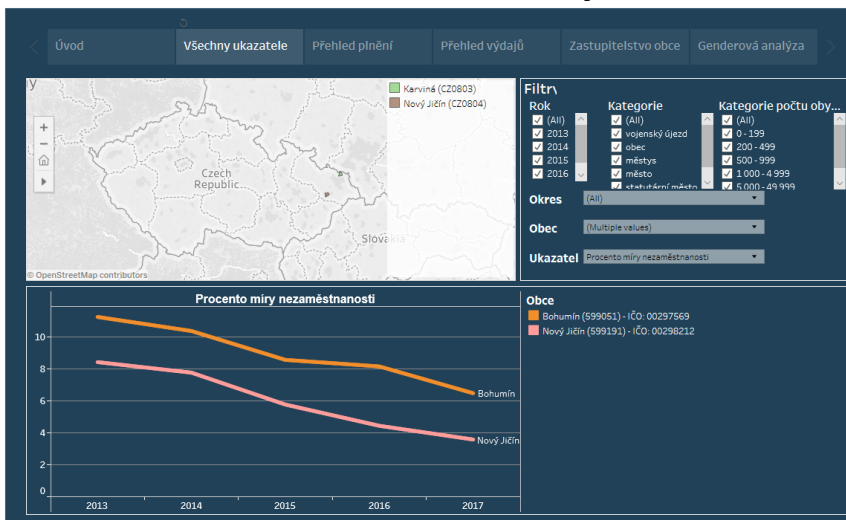 Úvod
Všechny ukazatele
Přehled plnění
Přehled výdajů
Zastupitelstvo obce
Genderová analýza
y
Karviná (CZ0803)
Nový Jičín (CZ0804)
Czech
Republic
Slovakia
© OpenStreetMap contributors
Filtry
Rok
(All)
2013
2014
2015
2016
Kategorie
(All)
vojenský újezd
obec
městys
město
statutární město
Kategorie počtu oby...
(All)
0 - 199
200 - 499
500 - 999
1 000 - 4 999
5 000 - 49 999
Okres (All)
Obec (Multiple values)
Ukazatel Procento míry nezaměstnanosti
Procento míry nezaměstnanosti
10
8
6
4
2
0
Bohumín
Nový Jičín
2013 2014 2015 2016 2017
Obce
Bohumín (599051) - IČO: 00297569
Nový Jičín (599191) - IČO: 00298212